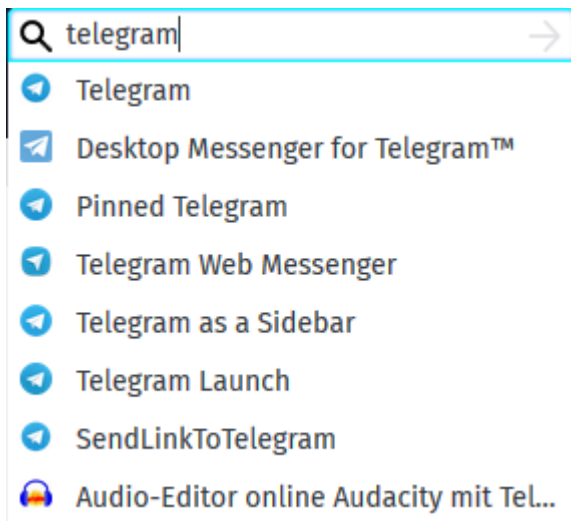 telegram
Telegram
Desktop Messenger for Telegram™
Pinned Telegram
Telegram Web Messenger
Telegram as a Sidebar
Telegram Launch
SendLinkToTelegram
Audio-Editor online Audacity mit Tel...